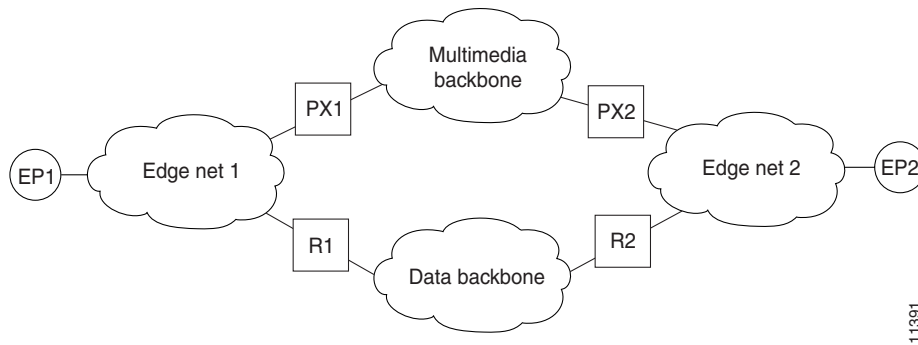 Multimedia
backbone
PX1
PX2
EP1
Edge net 1
Edge net 2
EP2
R1
R2
Data backbone
11391